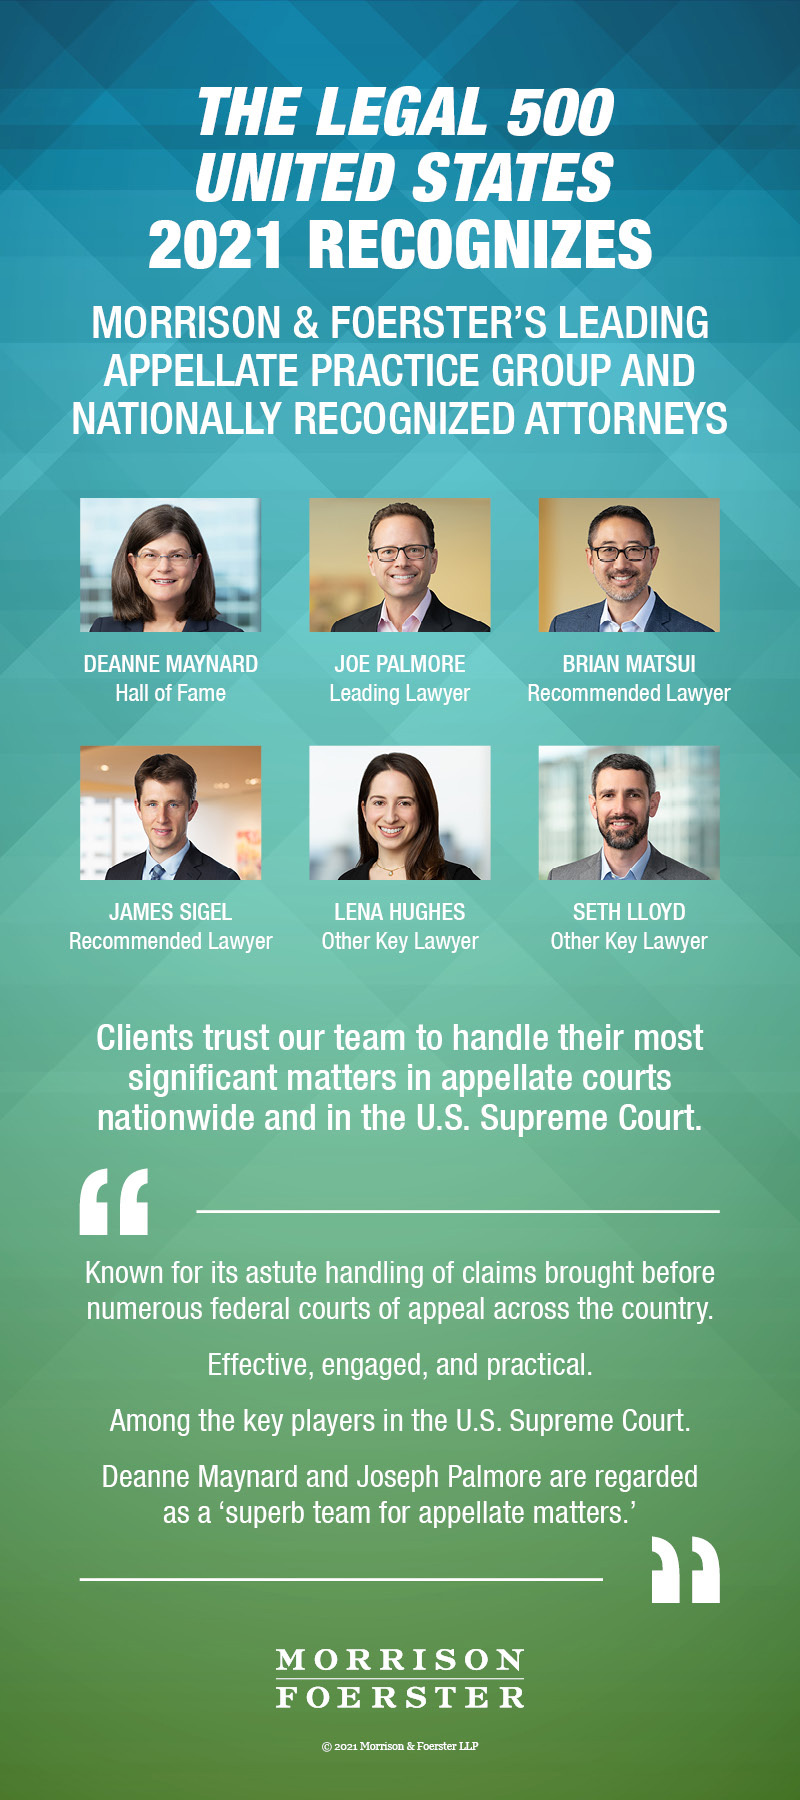 THE LEGAL 500
UNITED STATES
2021 RECOGNIZES
MORRISON & FOERSTER’S LEADING
APPELLATE PRACTICE GROUP AND
NATIONALLY RECOGNIZED ATTORNEYS
DEANNE MAYNARD
Hall of Fame
JOE PALMORE
Leading Lawyer
BRIAN MATSUI
Recommended Lawyer
JAMES SIGEL
Recommended Lawyer
LENA HUGHES
Other Key Lawyer
SETH LLOYD
Other Key Lawyer
Clients trust our team to handle their most
significant matters in appellate courts
nationwide and in the U.S. Supreme Court.
“
Known for its astute handling of claims brought before
numerous federal courts of appeal across the country.
Effective, engaged, and practical.
Among the key players in the U.S. Supreme Court.
Deanne Maynard and Joseph Palmore are regarded
as a ‘superb team for appellate matters.’
”
MORRISON
FOERSTER
© 2021 Morrison & Foerster LLP